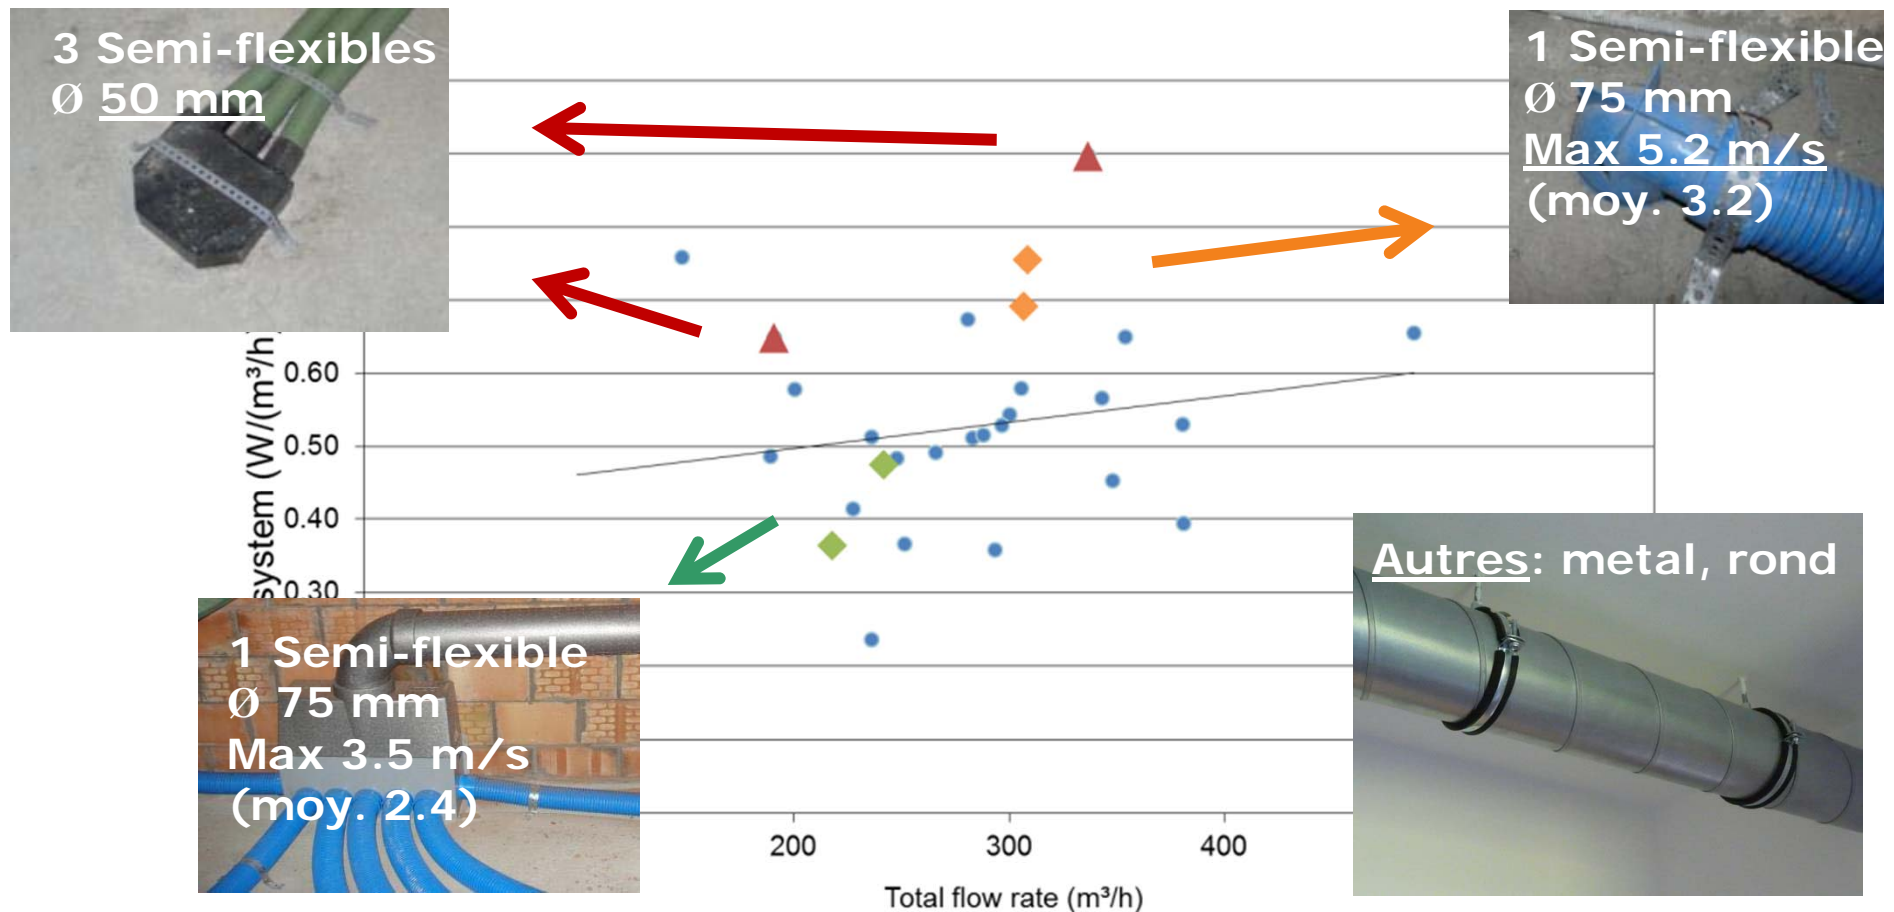 3 Semi-flexibles
Ø 50 mm
1 Semi-flexible
Ø 75 mm
Max 5.2 m/s
(moy. 3.2)
system (W/(m³/h)
0.60
0.50
0.40
0.30
1 Semi-flexible
Ø 75 mm
Max 3.5 m/s
(moy. 2.4)
Autres: metal, rond
200
300
400
Total flow rate (m³/h)